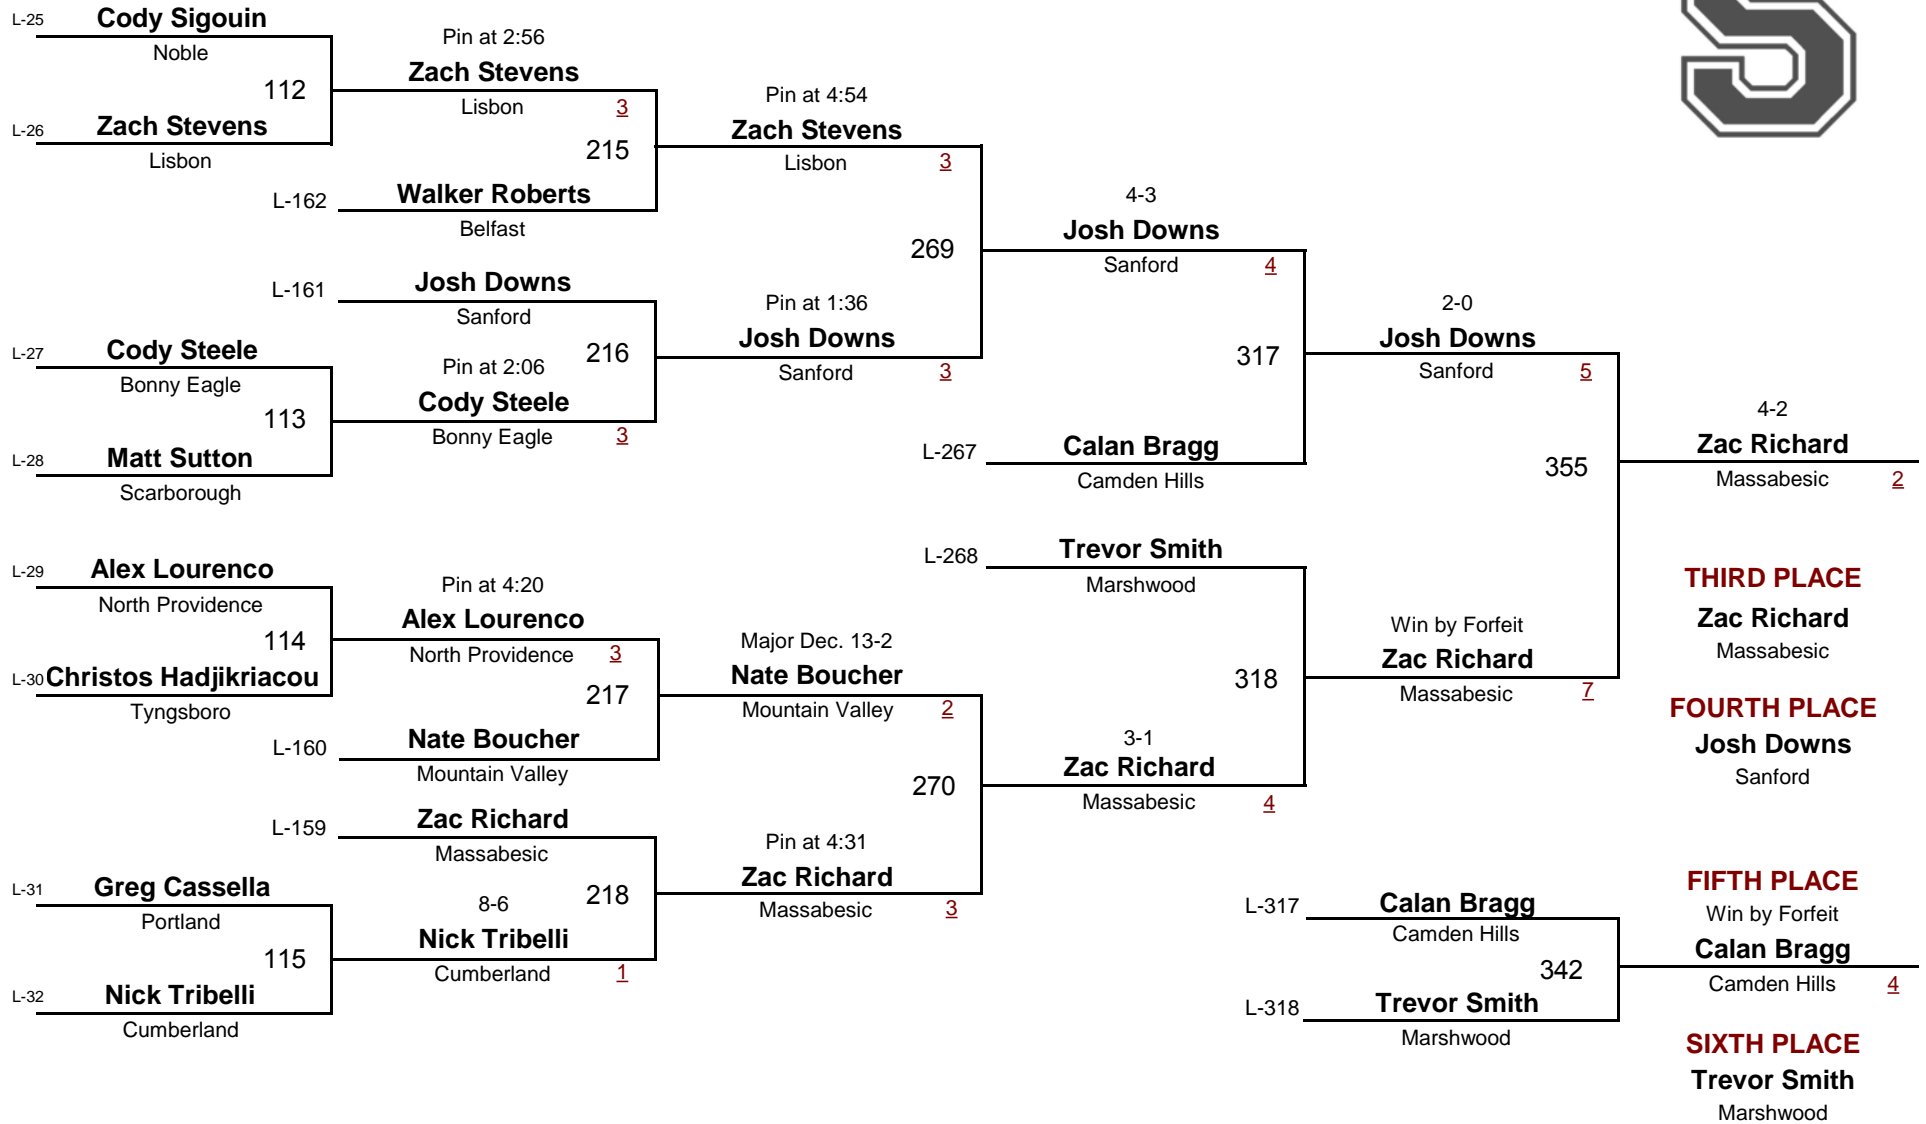 L-25 Cody Sigouin
Noble
112
L-26 Zach Stevens
Lisbon
Pin at 2:56
Zach Stevens
Lisbon 3
215
L-162 Walker Roberts
Belfast
Pin at 4:54
Zach Stevens
Lisbon 3
L-161 Josh Downs
Sanford
216
L-27 Cody Steele
Bonny Eagle
113
L-28 Matt Sutton
Scarborough
Pin at 2:06
Cody Steele
Bonny Eagle 3
Pin at 1:36
Josh Downs
Sanford 3
269
4-3
Josh Downs
Sanford 4
317
L-267 Calan Bragg
Camden Hills
2-0
Josh Downs
Sanford 5
355
4-2
Zac Richard
Massabesic 2
L-29 Alex Lourenco
North Providence
114
L-30 Christos Hadjikriacou
Tyngsboro
Pin at 4:20
Alex Lourenco
North Providence 3
217
L-160 Nate Boucher
Mountain Valley
Major Dec. 13-2
Nate Boucher
Mountain Valley 2
270
L-159 Zac Richard
Massabesic
218
L-31 Greg Cassella
Portland
115
L-32 Nick Tribelli
Cumberland
8-6
Nick Tribelli
Cumberland 1
Pin at 4:31
Zac Richard
Massabesic 3
L-268 Trevor Smith
Marshwood
318
3-1
Zac Richard
Massabesic 4
Win by Forfeit
Zac Richard
Massabesic 7
THIRD PLACE
Zac Richard
Massabesic
FOURTH PLACE
Josh Downs
Sanford
L-317 Calan Bragg
Camden Hills
342
L-318 Trevor Smith
Marshwood
FIFTH PLACE
Win by Forfeit
Calan Bragg
Camden Hills 4
SIXTH PLACE
Trevor Smith
Marshwood
S